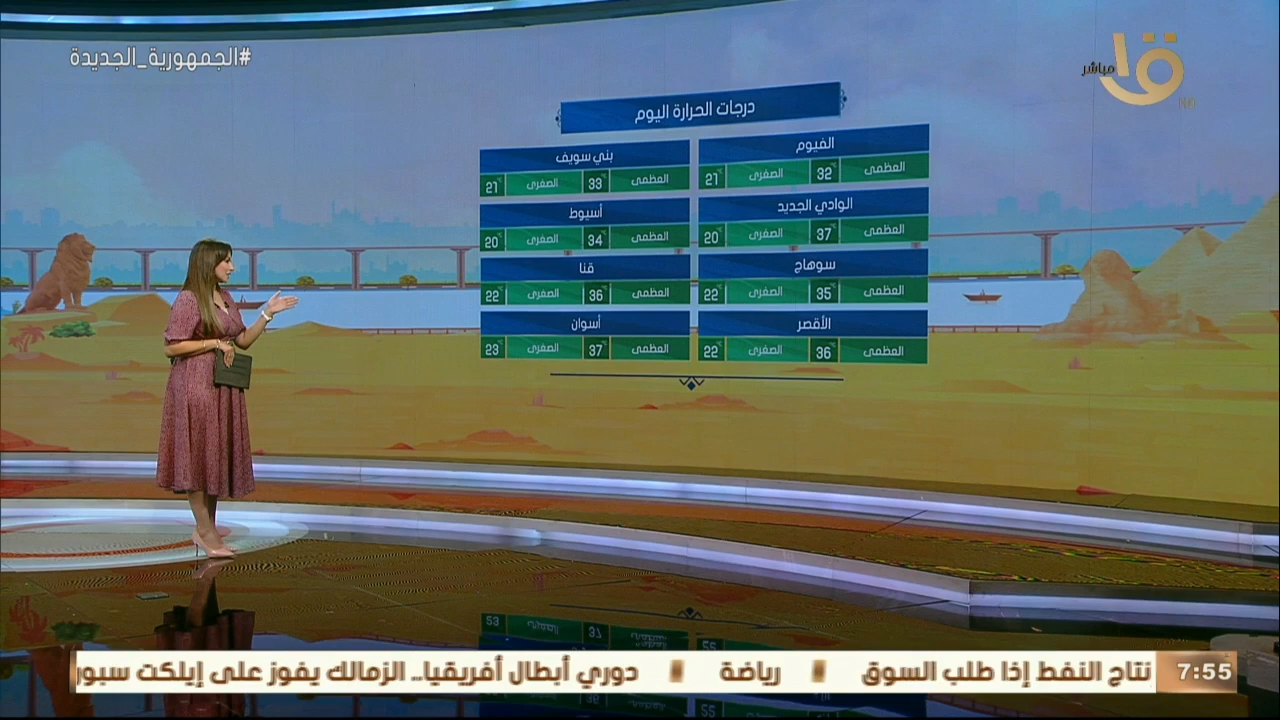 #الجمهورية_الجديدة
مباشر
HD
درجات الحرارة اليوم
الفيوم
العظمى 32 الصغرى 21
بني سويف
العظمى 33 الصغرى 21
الوادي الجديد
العظمى 37 الصغرى 20
أسيوط
العظمى 34 الصغرى 20
سوهاج
العظمى 35 الصغرى 22
قنا
العظمى 36 الصغرى 22
الأقصر
العظمى 36 الصغرى 22
أسوان
العظمى 37 الصغرى 23
7:55 نتاج النفط إذا طلب السوق رياضة دوري أبطال أفريقيا.. الزمالك يفوز على إيلكت سبور